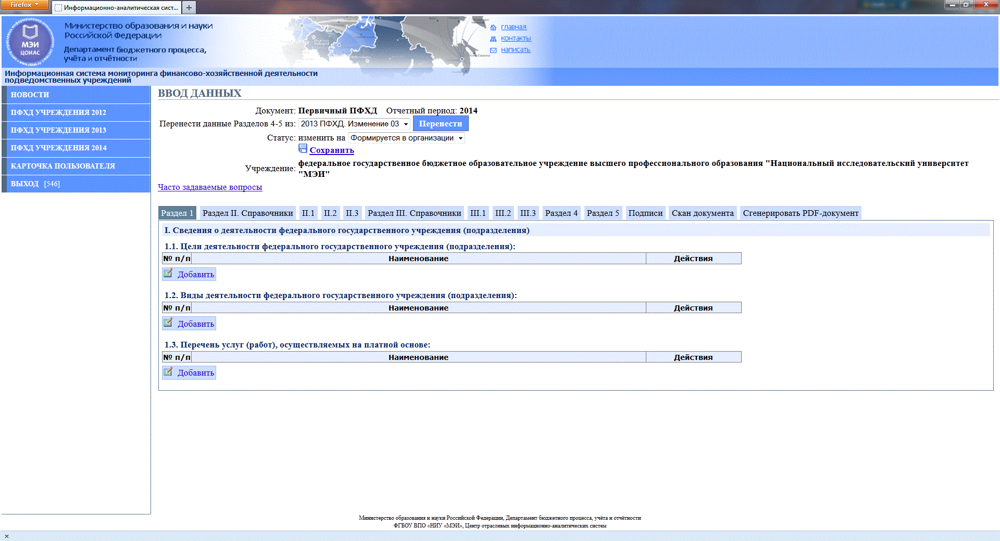 Firefox
Информационно-аналитическая сист...
МЭИ
ЦОИАС
Министерство образования и науки
Российской Федерации
Департамент бюджетного процесса,
учёта и отчётности
главная
контакты
написать
Информационная система мониторинга финансово-хозяйственной деятельности
подведомственных учреждений
НОВОСТИ
ПФХД УЧРЕЖДЕНИЯ 2012
ПФХД УЧРЕЖДЕНИЯ 2013
ПФХД УЧРЕЖДЕНИЯ 2014
КАРТОЧКА ПОЛЬЗОВАТЕЛЯ
ВЫХОД [546]
ВВОД ДАННЫХ
Документ: Первичный ПФХД Отчетный период: 2014
Перенести данные Разделов 4-5 из: 2013 ПФХД. Изменение 03 Перенести
Статус: изменить на Формируется в организации
Сохранить
Учреждение: федеральное государственное бюджетное образовательное учреждение высшего профессионального образования "Национальный исследовательский университет
"МЭИ"
Часто задаваемые вопросы
Раздел 1 Раздел II. Справочники II.1 II.2 II.3 Раздел III. Справочники III.1 III.2 III.3 Раздел 4 Раздел 5 Подписи Скан документа Сгенерировать PDF-документ
I. Сведения о деятельности федерального государственного учреждения (подразделения)
1.1. Цели деятельности федерального государственного учреждения (подразделения):
№ п/п Наименование Действия
Добавить
1.2. Виды деятельности федерального государственного учреждения (подразделения):
№ п/п Наименование Действия
Добавить
1.3. Перечень услуг (работ), осуществляемых на платной основе:
№ п/п Наименование Действия
Добавить
Министерство образования и науки Российской Федерации, Департамент бюджетного процесса, учёта и отчётности
ФГБОУ ВПО «НИУ «МЭИ», Центр отраслевых информационно-аналитических систем